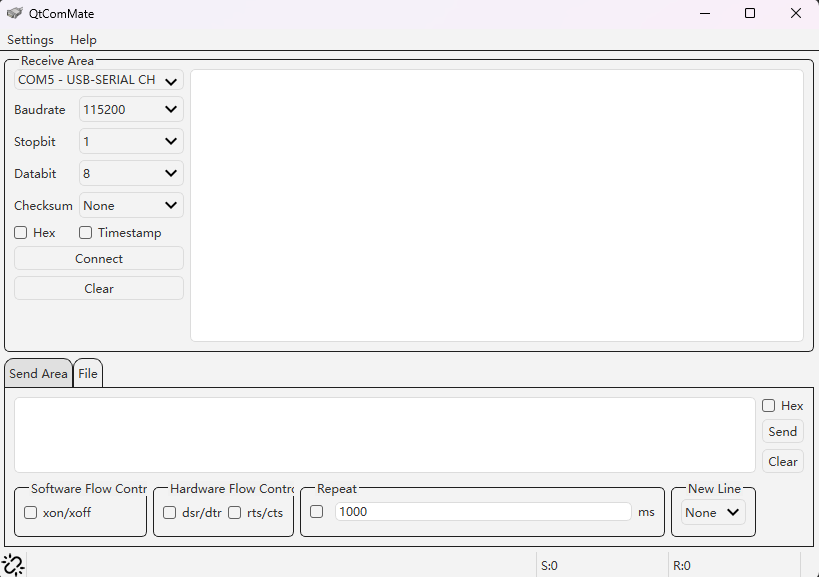 QtComMate
Settings Help
Receive Area
COM5 - USB-SERIAL CH
Baudrate 115200
Stopbit 1
Databit 8
Checksum None
Hex Timestamp
Connect
Clear
Send Area File
Hex
Send
Clear
Software Flow Contr Hardware Flow Contro Repeat New Line
xon/xoff dsr/dtr rts/cts 1000 ms None
S:0 R:0